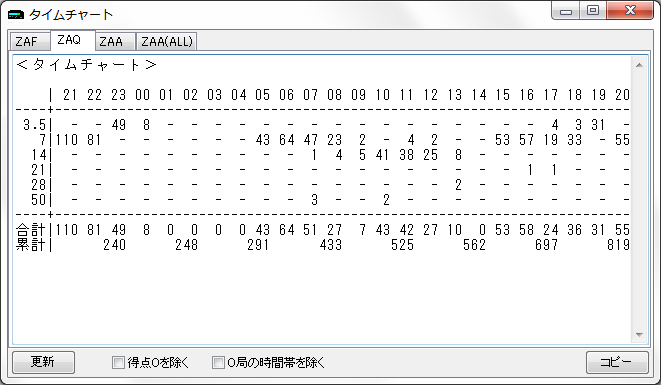 タイムチャート
ZAF ZAQ ZAA ZAA(ALL)
＜タイムチャート＞
| 21 22 23 00 01 02 03 04 05 06 07 08 09 10 11 12 13 14 15 16 17 18 19 20
----+------------------------------------------------------------------------
3.5| - - 49 8 - - - - - - - - - - - - - - - - 4 3 31 -
7|110 81 - - - - - - 43 64 47 23 2 - 4 2 - - 53 57 19 33 - 55
14| - - - - - - - - - - 1 4 5 41 38 25 8 - - - - - - -
21| - - - - - - - - - - - - - - - - - - - 1 1 - - -
28| - - - - - - - - - - - - - - - - 2 - - - - - - -
50| - - - - - - - - - - 3 - - 2 - - - - - - - - - -
----+------------------------------------------------------------------------
合計|110 81 49 8 0 0 0 0 43 64 51 27 7 43 42 27 10 0 53 58 24 36 31 55
累計| 240 248 291 433 525 562 697 819
更新 得点0を除く 0局の時間帯を除く コピー